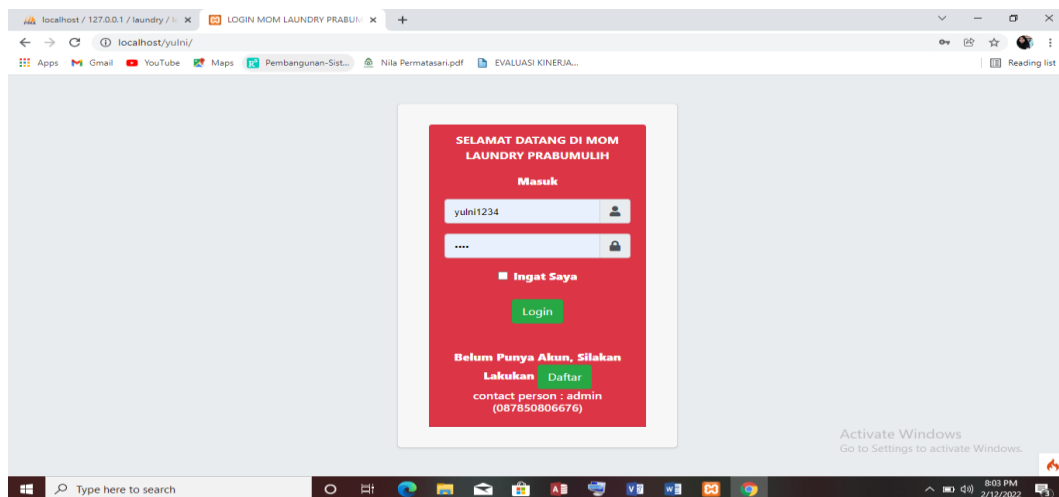 localhost / 127.0.0.1 / laundry / l
LOGIN MOM LAUNDRY PRABUM
localhost/yulni/
Apps
Gmail
YouTube
Maps
Pembangunan-Sist...
Nila Permatasari.pdf
EVALUASI KINERJA...
Reading list
SELAMAT DATANG DI MOM
LAUNDRY PRABUMULIH
Masuk
yulni1234
••••
Ingat Saya
Login
Belum Punya Akun, Silakan
Lakukan Daftar
contact person : admin
(087850806676)
Activate Windows
Go to Settings to activate Windows.
Type here to search
8:03 PM
2/12/2022